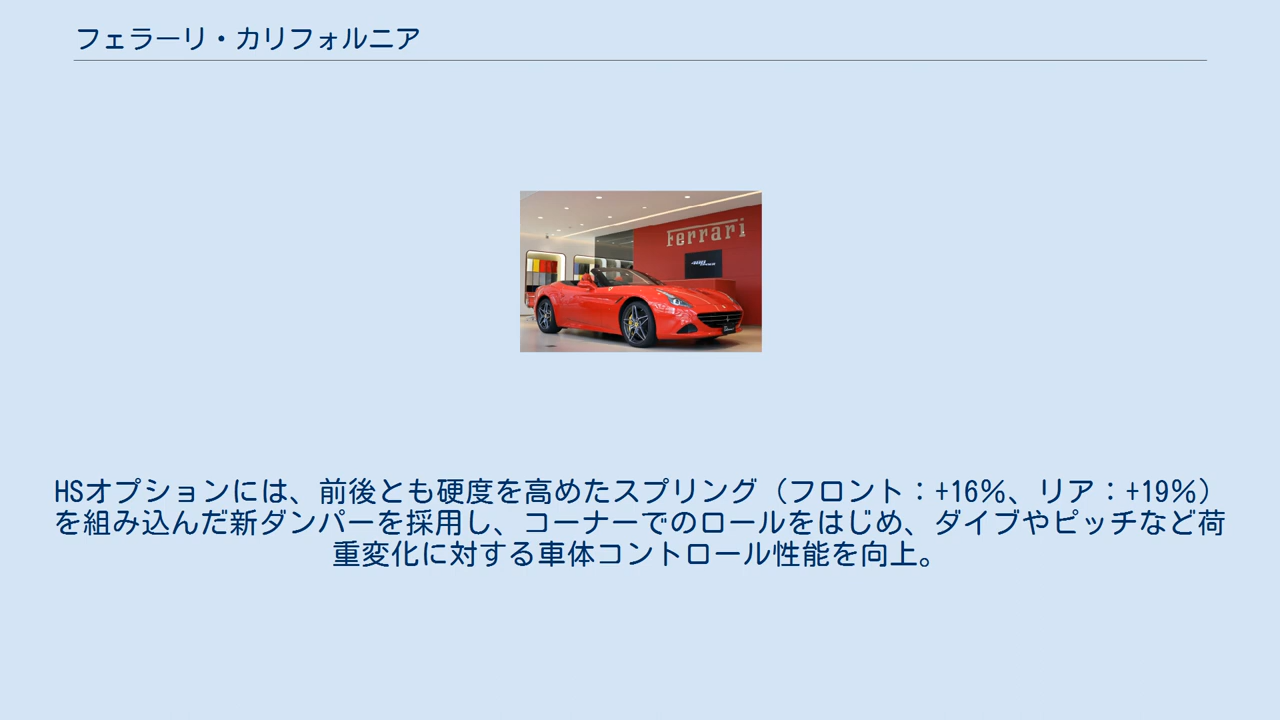 フェラーリ・カリフォルニア
Ferrari
HSオプションには、前後とも硬度を高めたスプリング（フロント：+16%、リア：+19%）
を組み込んだ新ダンパーを採用し、コーナーでのロールをはじめ、ダイブやピッチなど荷
重変化に対する車体コントロール性能を向上。